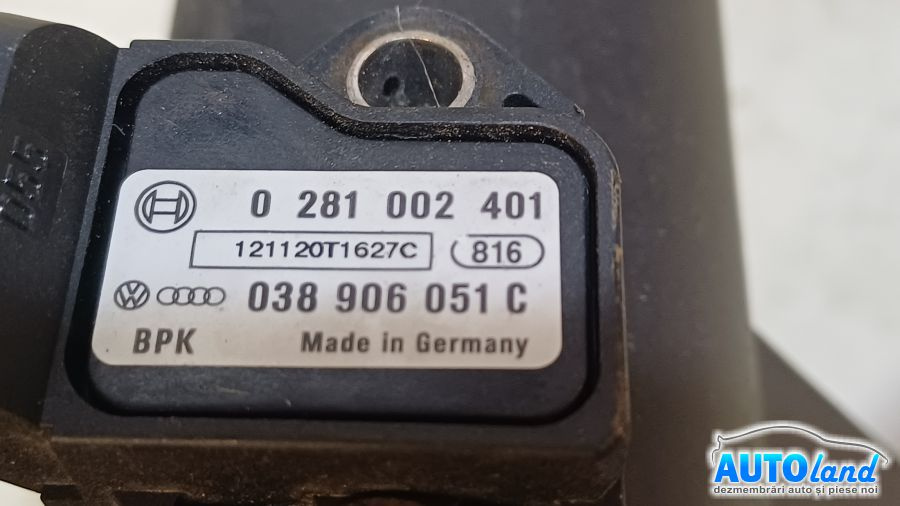 0 281 002 401
121120T1627C 816
038 906 051 C
BPK Made in Germany
AUTOland
dezmembrări auto și piese noi